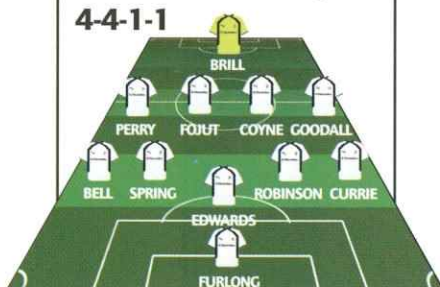 4-4-1-1
BRILL
PERRY FOJUT COYNE GOODALL
BELL SPRING ROBINSON CURRIE
EDWARDS
FURLONG